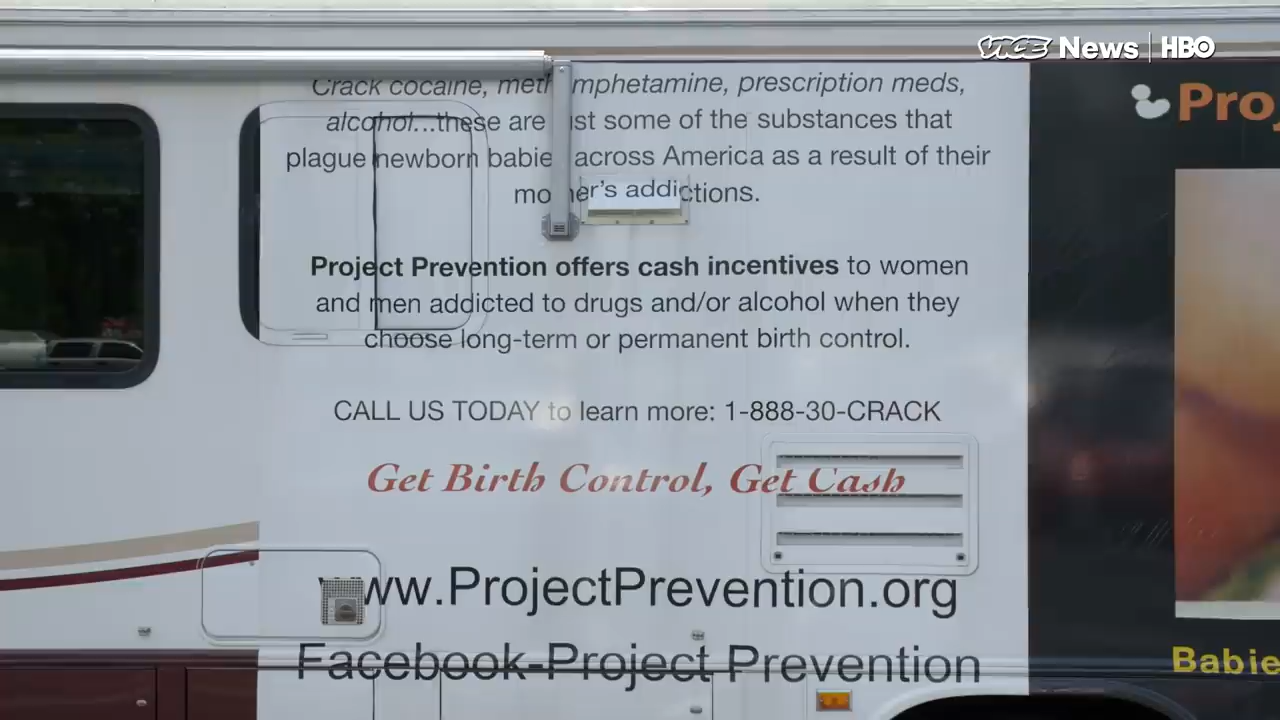 VICE News | HBO
Crack cocaine, methamphetamine, prescription meds,
alcohol...these are just some of the substances that
plague newborn babies across America as a result of their
mother's addictions.
Project Prevention offers cash incentives to women
and men addicted to drugs and/or alcohol when they
choose long-term or permanent birth control.
CALL US TODAY to learn more: 1-888-30-CRACK
Get Birth Control, Get Cash
www.ProjectPrevention.org
Facebook-Project Prevention
Proj
Babie